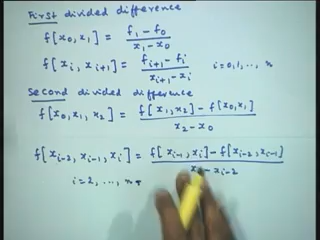 First divided difference
f[x₀, x₁] = (f₁ - f₀) / (x₁ - x₀)
f[xᵢ, xᵢ₊₁] = (fᵢ₊₁ - fᵢ) / (xᵢ₊₁ - xᵢ) i = 0, 1, ..., n
Second divided difference
f[x₀, x₁, x₂] = (f[x₁, x₂] - f[x₀, x₁]) / (x₂ - x₀)
f[xᵢ₋₂, xᵢ₋₁, xᵢ] = (f[xᵢ₋₁, xᵢ] - f[xᵢ₋₂, xᵢ₋₁]) / (xᵢ - xᵢ₋₂)
i = 2, ..., n